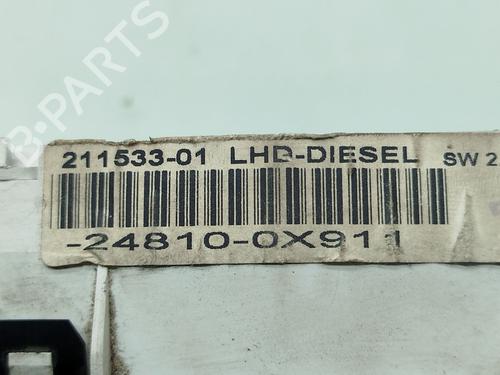 B-PARTS
211533-01 LHD-DIESEL SW 2
-24810-0X911